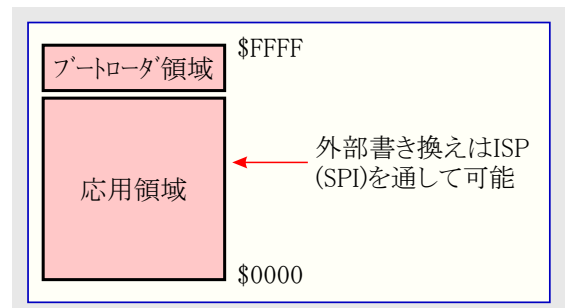 ブートローダ領域
$FFFF
外部書き換えはISP
(SPI)を通して可能
応用領域
$0000